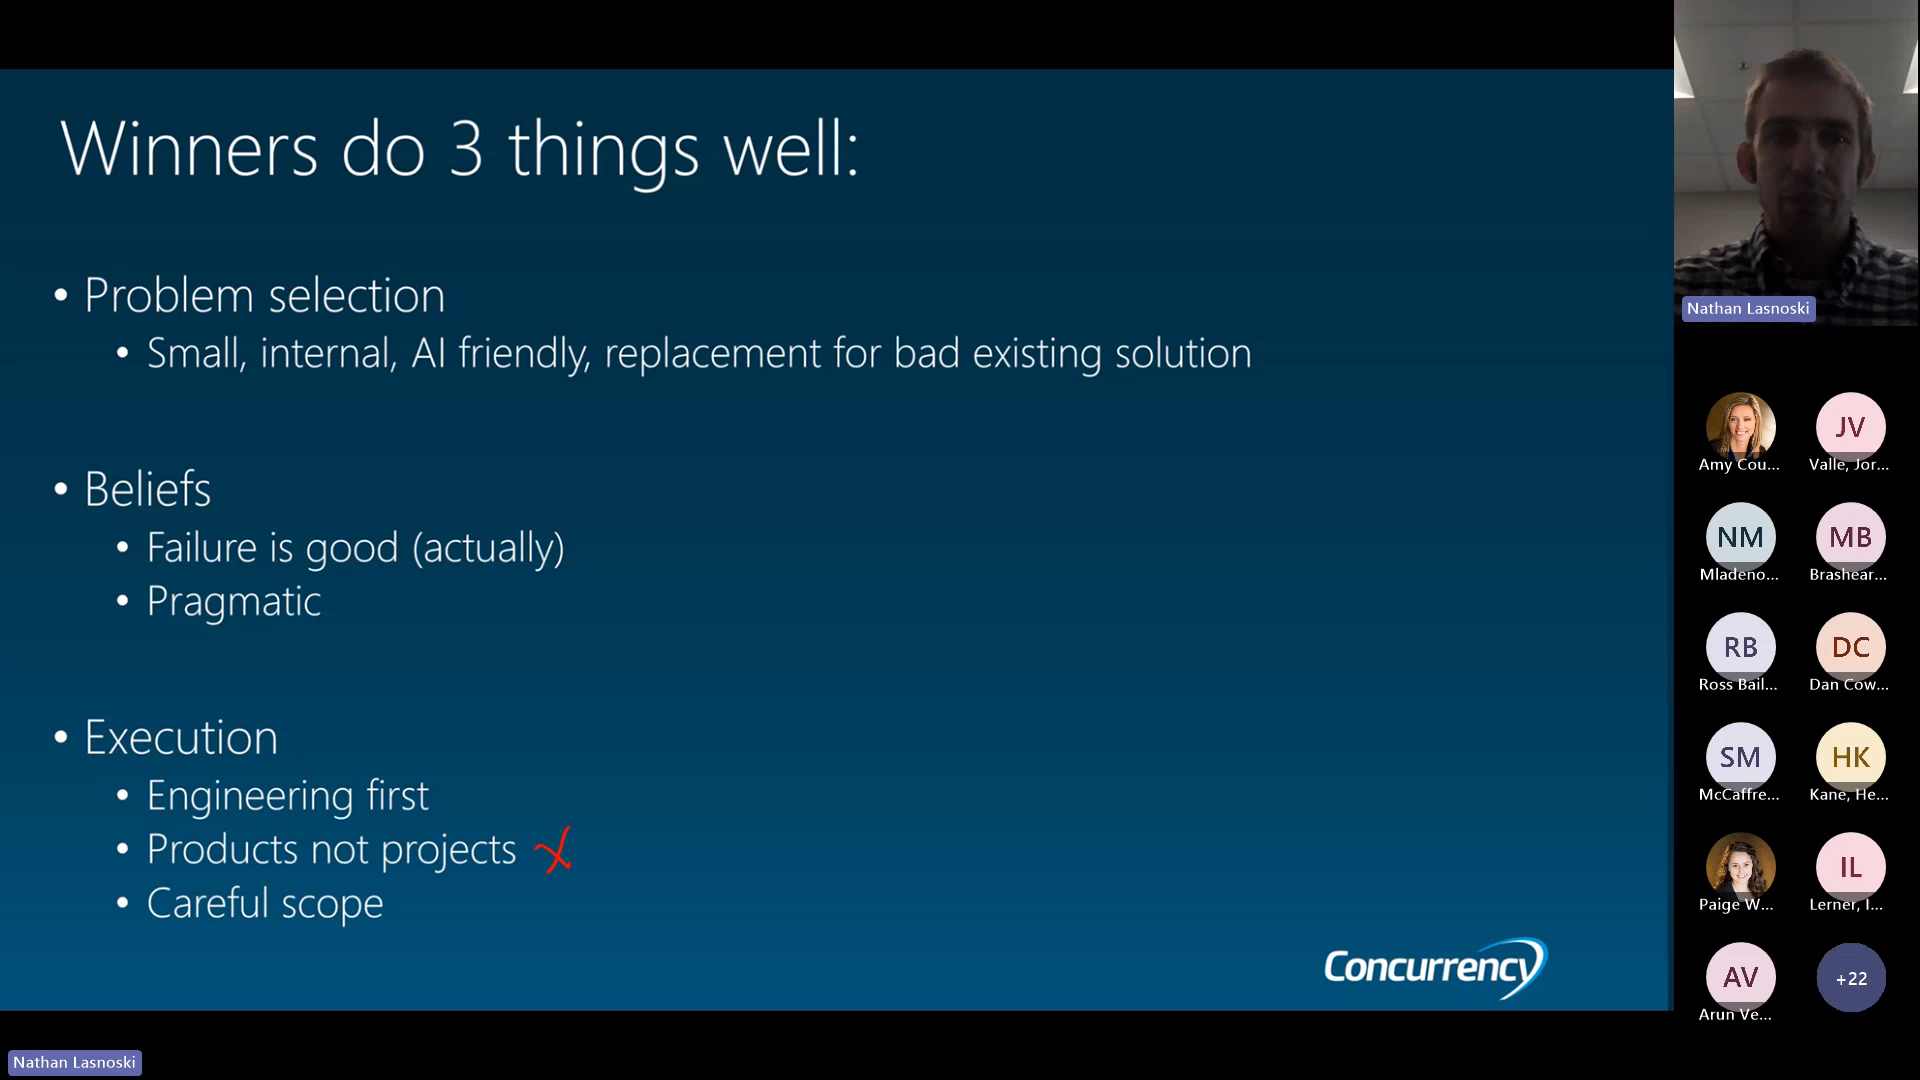 Winners do 3 things well:
• Problem selection
• Small, internal, AI friendly, replacement for bad existing solution
• Beliefs
• Failure is good (actually)
• Pragmatic
• Execution
• Engineering first
• Products not projects
• Careful scope
Concurrency
Nathan Lasnoski
Amy Cou...
JV
Valle, Jor...
NM
Mladeno...
MB
Brashear...
RB
Ross Bail...
DC
Dan Cow...
SM
McCaffre...
HK
Kane, He...
Paige W...
IL
Lerner, I...
AV
Arun Ve...
+22
Nathan Lasnoski